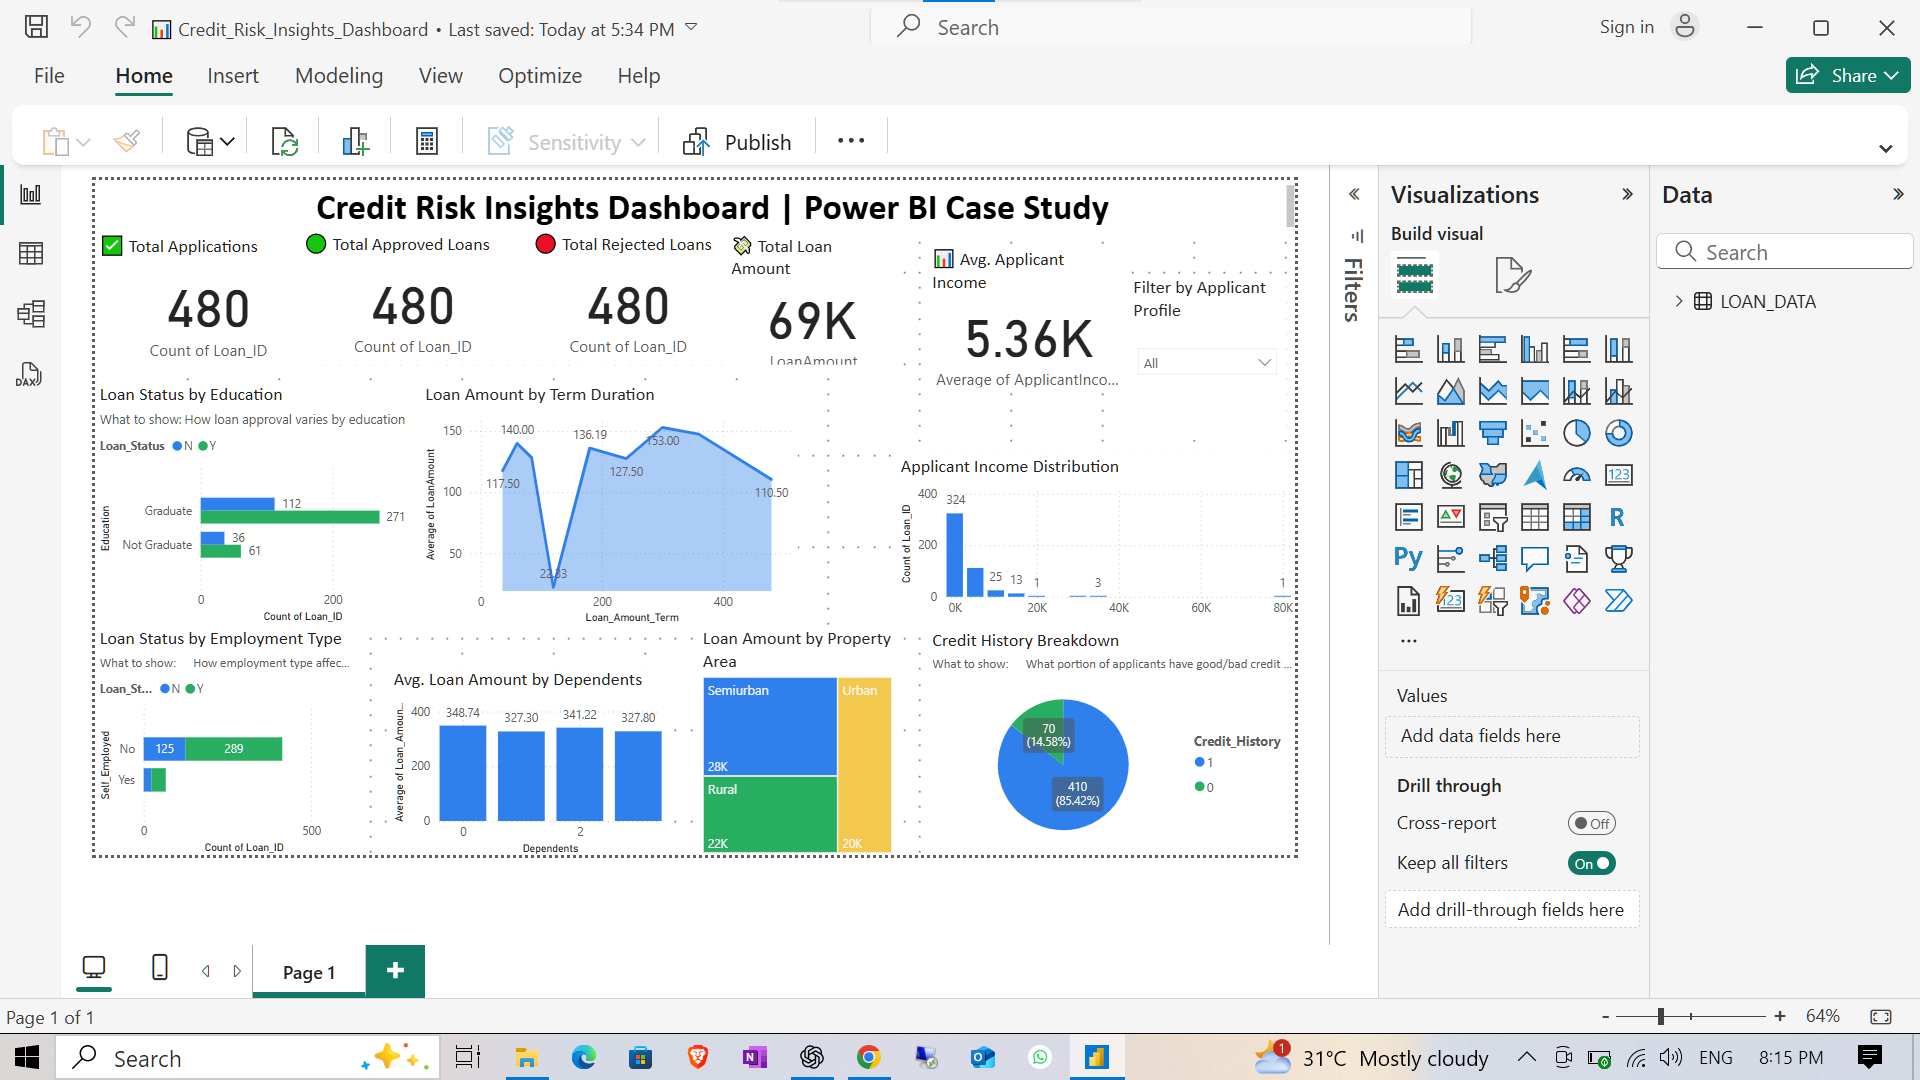 Credit_Risk_Insights_Dashboard • Last saved: Today at 5:34 PM
Search
Sign in
File
Home
Insert
Modeling
View
Optimize
Help
Share
Sensitivity
Publish
Credit Risk Insights Dashboard | Power BI Case Study
Total Applications
480
Count of Loan_ID
Total Approved Loans
480
Count of Loan_ID
Total Rejected Loans
480
Count of Loan_ID
Total Loan
Amount
69K
LoanAmount
Avg. Applicant
Income
5.36K
Average of ApplicantInco...
Filter by Applicant
Profile
All
Loan Status by Education
What to show: How loan approval varies by education
Loan_Status N Y
Education
Graduate
112
271
Not Graduate
36
61
0
200
Count of Loan_ID
Loan Amount by Term Duration
Average of LoanAmount
150
100
50
117.50
140.00
22.33
136.19
127.50
153.00
110.50
0
200
400
Loan_Amount_Term
Applicant Income Distribution
Count of Loan_ID
400
200
0
324
25
13
1
3
1
0K
20K
40K
60K
80K
Loan Status by Employment Type
What to show: How employment type affec...
Loan_St... N Y
Self_Employed
No
125
289
Yes
0
500
Count of Loan_ID
Avg. Loan Amount by Dependents
Average of Loan_Amoun...
400
200
0
348.74
327.30
341.22
327.80
0
2
Dependents
Loan Amount by Property
Area
Semiurban
28K
Rural
22K
Urban
20K
Credit History Breakdown
What to show: What portion of applicants have good/bad credit ...
70
(14.58%)
410
(85.42%)
Credit_History
1
0
Filters
Visualizations
Build visual
123
R
Py
123
Values
Add data fields here
Drill through
Cross-report
Off
Keep all filters
On
Add drill-through fields here
Data
Search
LOAN_DATA
DAX
Page 1
Page 1 of 1
64%
Search
N
1
31°C Mostly cloudy
ENG
8:15 PM